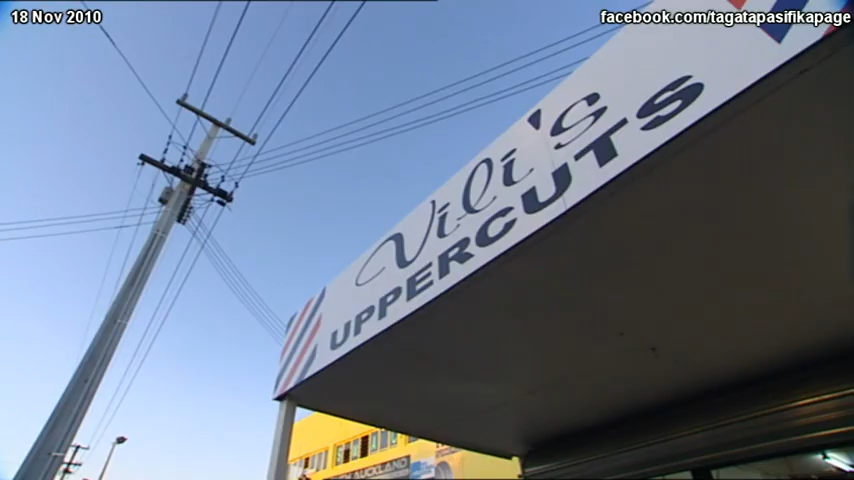 18 Nov 2010
facebook.com/tagatapasifikapage
Vili's
UPPERCUTS
AUCKLAND